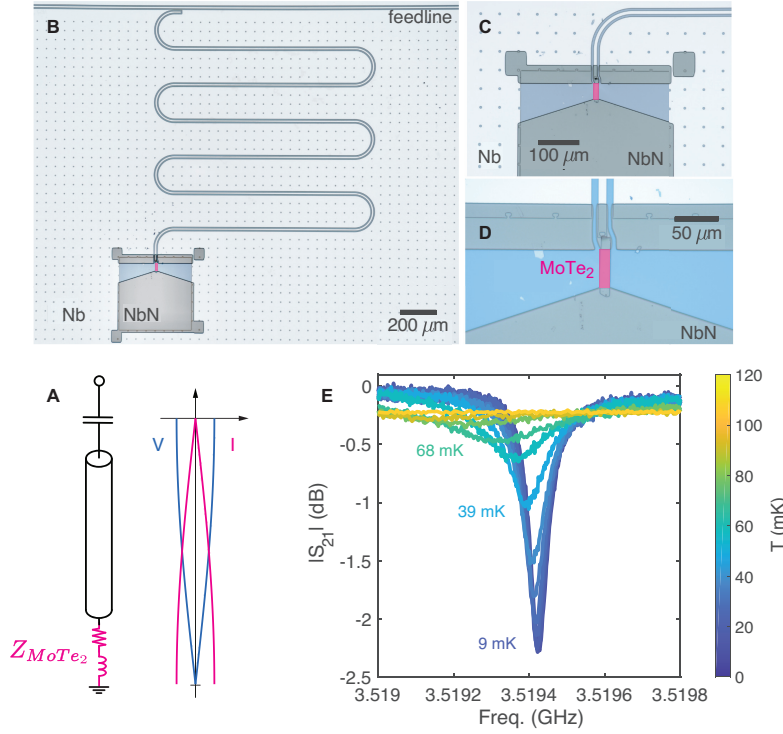 B
feedline
Nb
NbN
200 μm
C
Nb
100 μm
NbN
D
50 μm
MoTe2
NbN
A
V
I
ZMoTe2
E
|S21| (dB)
0
-0.5
-1
-1.5
-2
-2.5
68 mK
39 mK
9 mK
3.519
3.5192
3.5194
3.5196
3.5198
Freq. (GHz)
120
100
80
60
40
20
0
T (mK)